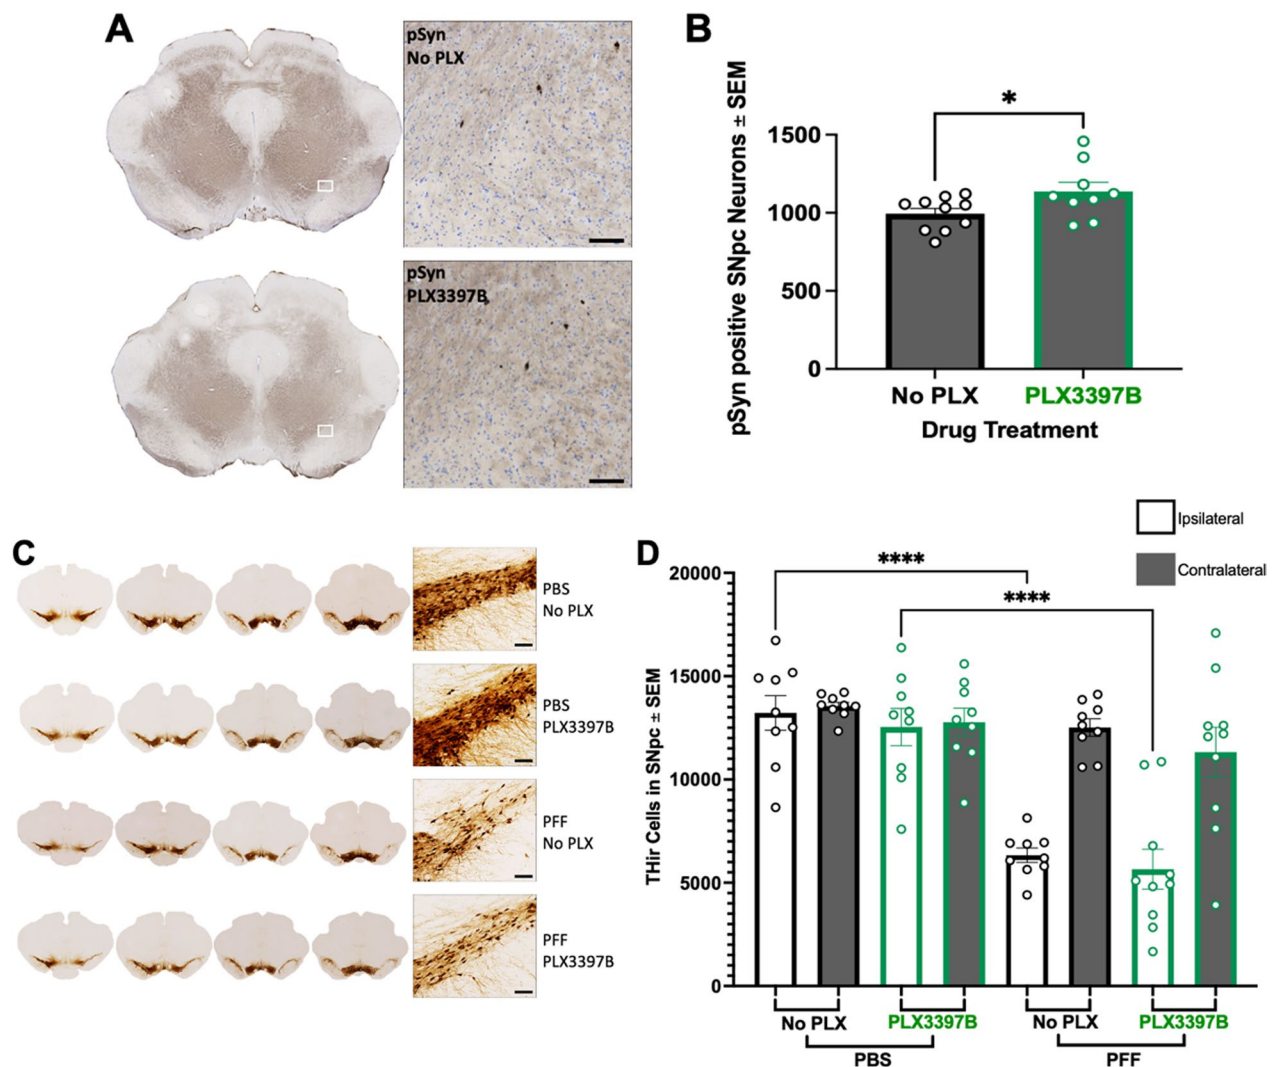 A
pSyn
No PLX
pSyn
PLX3397B
B
pSyn positive SNpc Neurons ± SEM
*
1500
1000
500
0
No PLX
PLX3397B
Drug Treatment
C
PBS
No PLX
PBS
PLX3397B
PFF
No PLX
PFF
PLX3397B
D
Ipsilateral
Contralateral
THir Cells in SNpc ± SEM
****
****
20000
15000
10000
5000
0
No PLX
PLX3397B
No PLX
PLX3397B
PBS
PFF